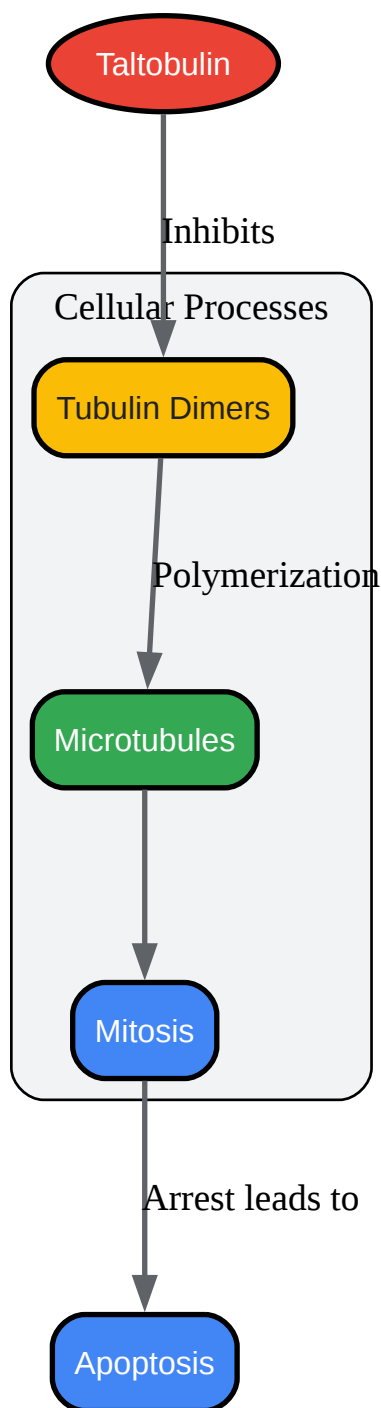 Taltobulin
Inhibits
Cellular Processes
Tubulin Dimers
Polymerization
Microtubules
Mitosis
Arrest leads to
Apoptosis